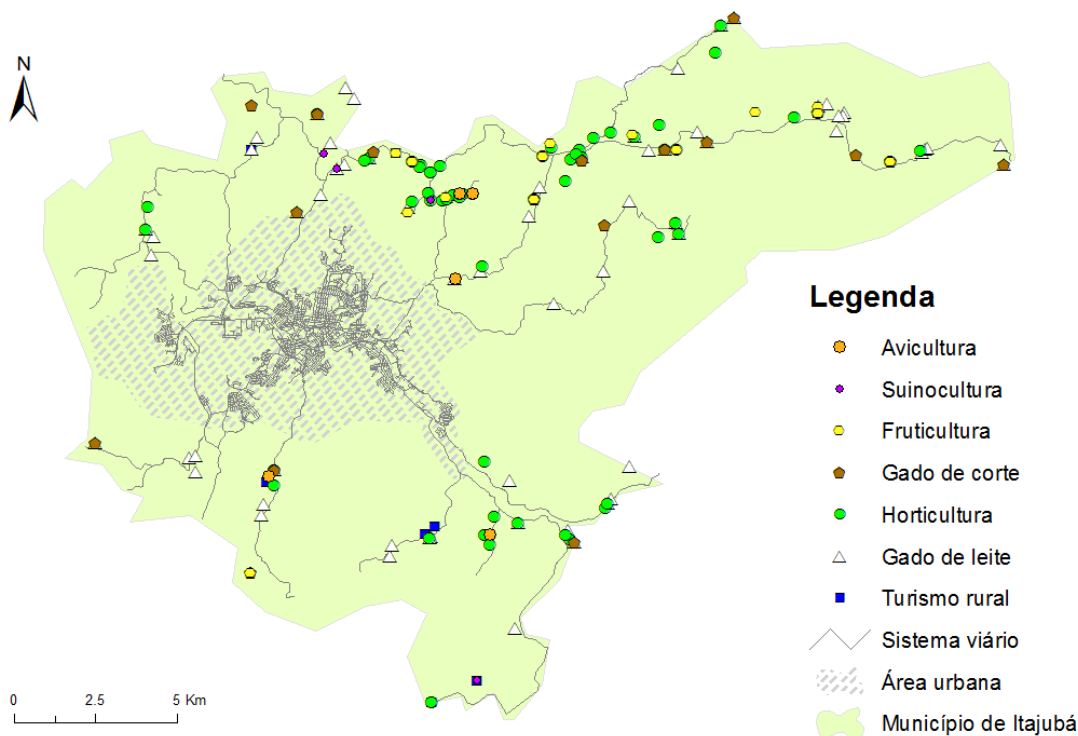 N
Legenda
Avicultura
Suinocultura
Fruticultura
Gado de corte
Horticultura
Gado de leite
Turismo rural
Sistema viário
Área urbana
Município de Itajubá
0 2.5 5 Km